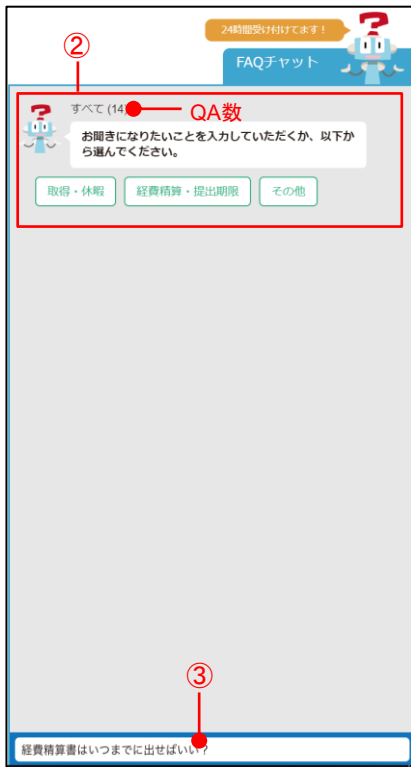 24時間受け付けてます！
②
FAQチャット
すべて (14)
QA数
お聞きになりたいことを入力していただくか、以下か
ら選んでください。
取得・休暇
経費精算・提出期限
その他
③
経費精算書はいつまでに出せばいい？